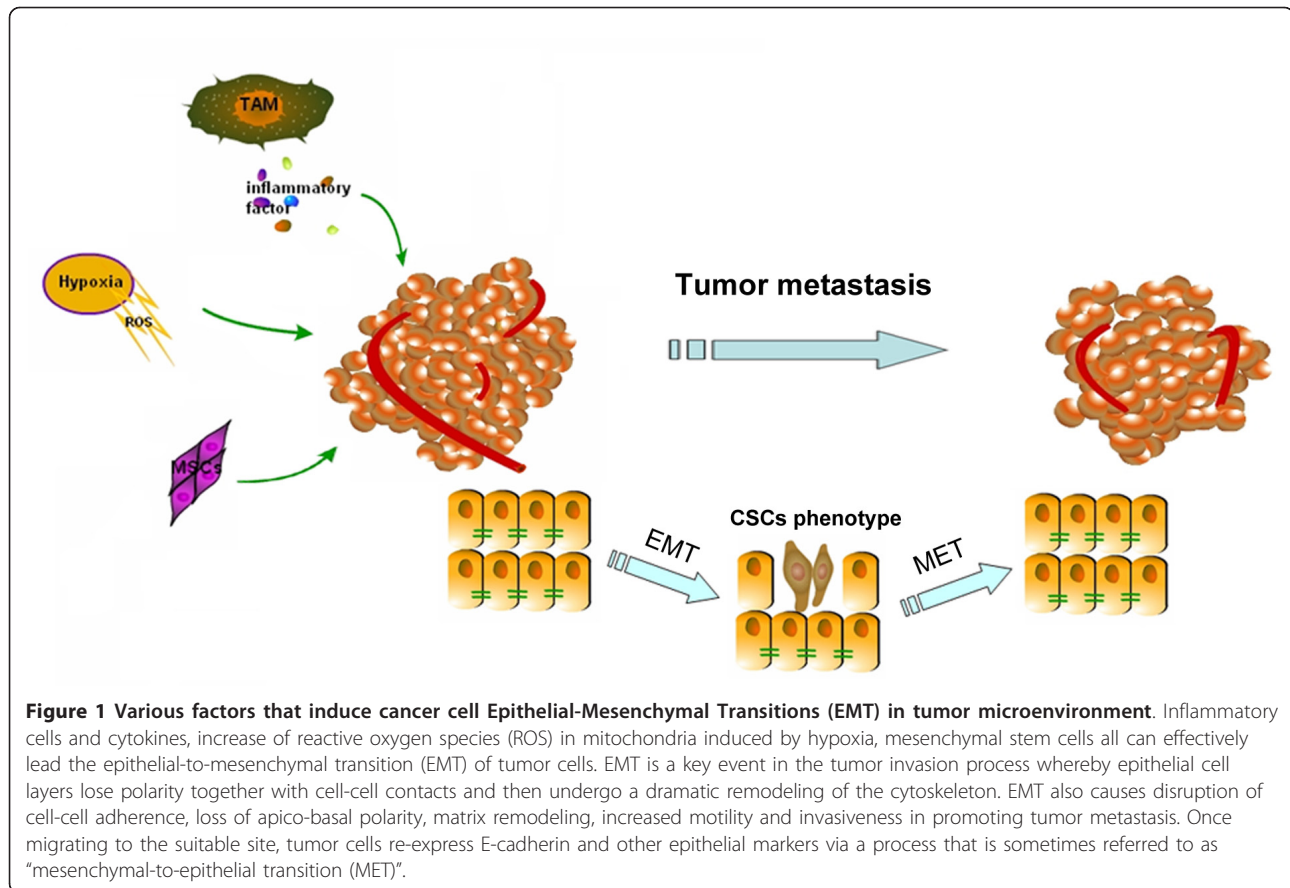 TAM
inflammatory
factor
Hypoxia
ROS
MSCs
Tumor metastasis
CSCs phenotype
EMT
MET
Figure 1 Various factors that induce cancer cell Epithelial-Mesenchymal Transitions (EMT) in tumor microenvironment. Inflammatory
cells and cytokines, increase of reactive oxygen species (ROS) in mitochondria induced by hypoxia, mesenchymal stem cells all can effectively
lead the epithelial-to-mesenchymal transition (EMT) of tumor cells. EMT is a key event in the tumor invasion process whereby epithelial cell
layers lose polarity together with cell-cell contacts and then undergo a dramatic remodeling of the cytoskeleton. EMT also causes disruption of
cell-cell adherence, loss of apico-basal polarity, matrix remodeling, increased motility and invasiveness in promoting tumor metastasis. Once
migrating to the suitable site, tumor cells re-express E-cadherin and other epithelial markers via a process that is sometimes referred to as
“mesenchymal-to-epithelial transition (MET)”.